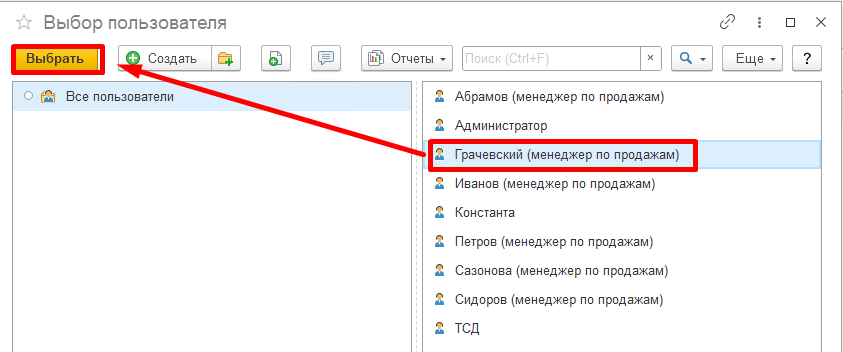 Выбор пользователя
Выбрать Создать Отчеты Поиск (Ctrl+F) × Еще ?
Все пользователи
Абрамов (менеджер по продажам)
Администратор
Грачевский (менеджер по продажам)
Иванов (менеджер по продажам)
Константа
Петров (менеджер по продажам)
Сазонова (менеджер по продажам)
Сидоров (менеджер по продажам)
ТСД